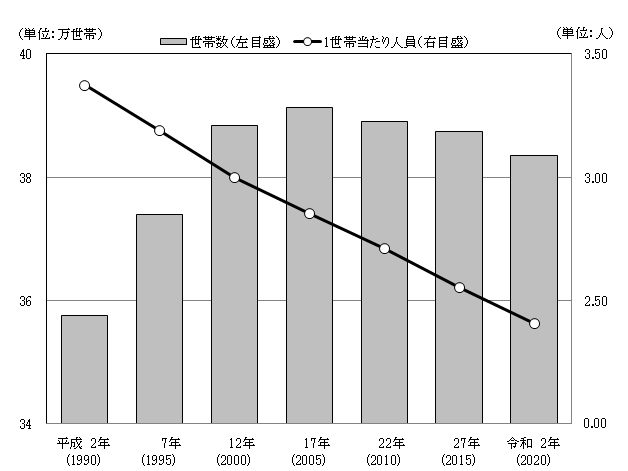 (単位:万世帯)
(単位:人)
世帯数(左目盛) 1世帯当たり人員(右目盛)
40 3.50
38 3.00
36 2.50
34 0.00
平成 2年 7年 12年 17年 22年 27年 令和 2年
(1990) (1995) (2000) (2005) (2010) (2015) (2020)